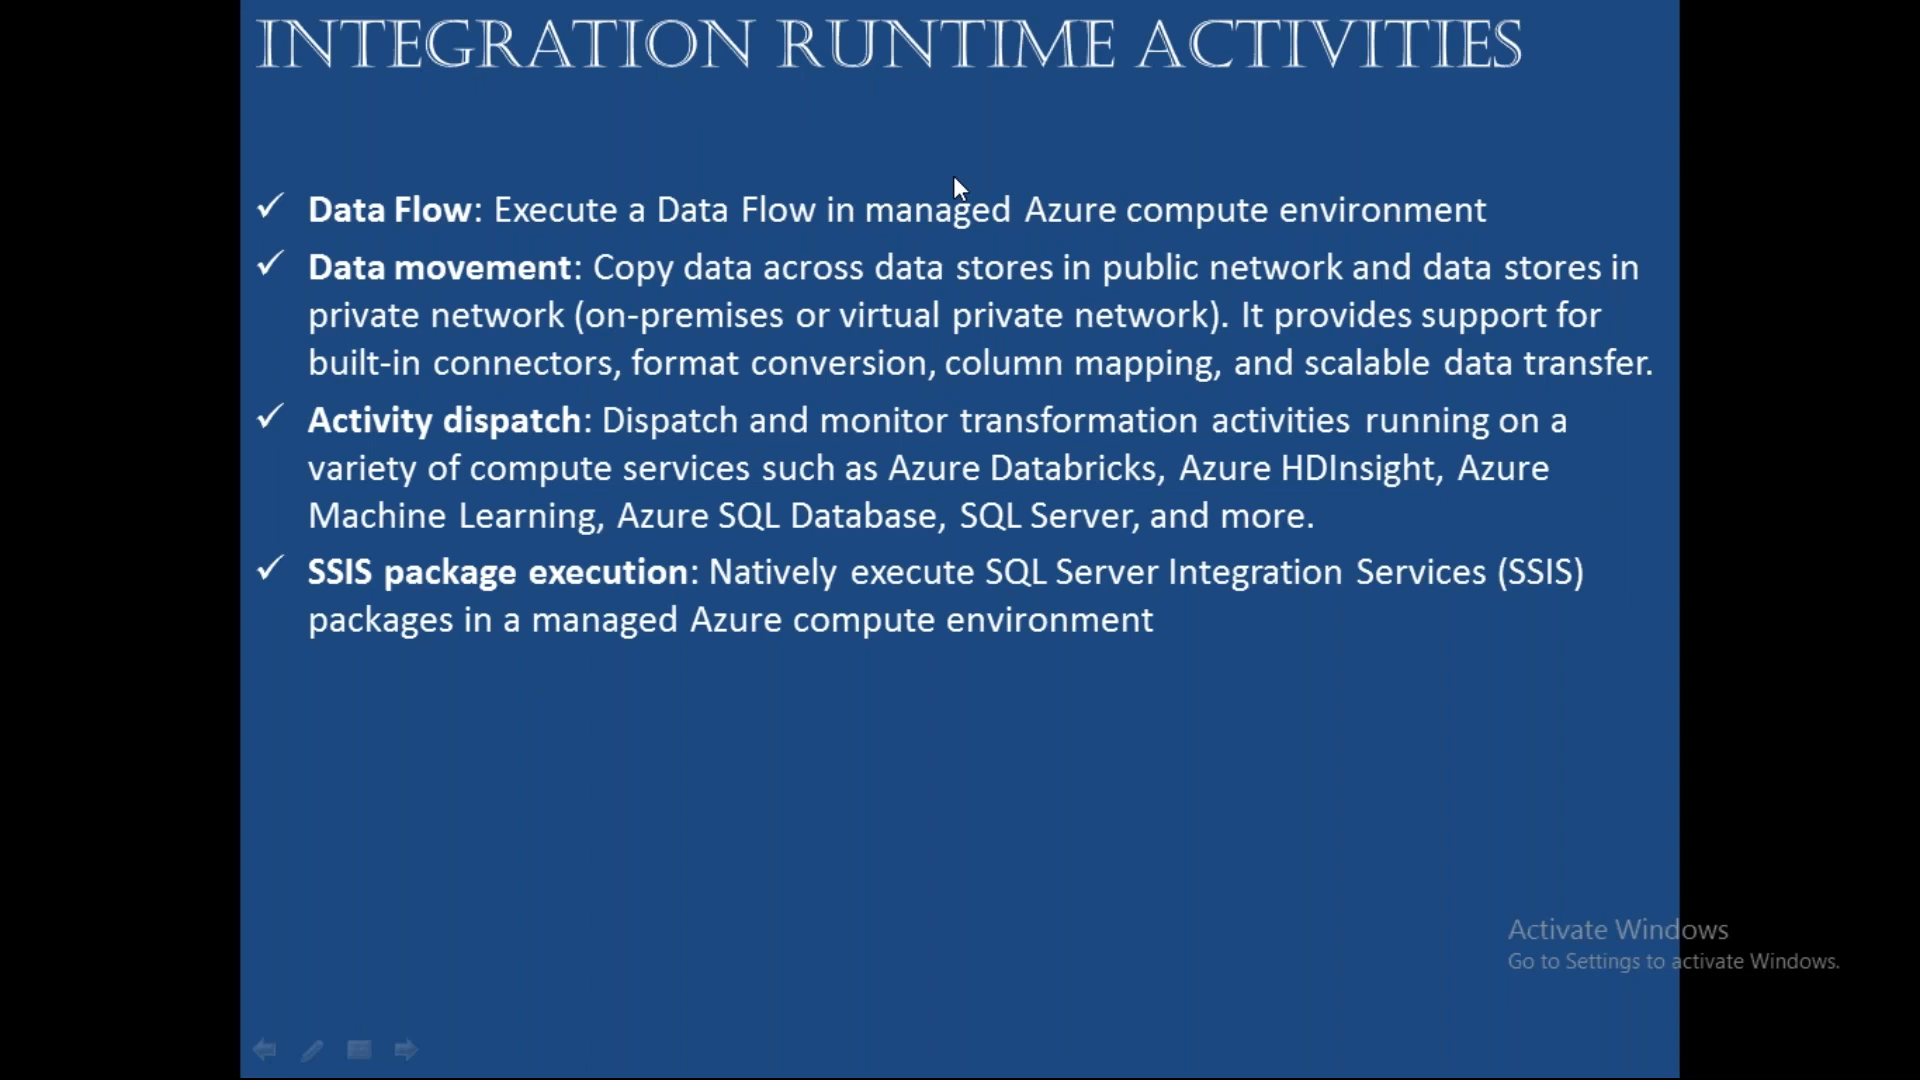 INTEGRATION RUNTIME ACTIVITIES
✓ Data Flow: Execute a Data Flow in managed Azure compute environment
✓ Data movement: Copy data across data stores in public network and data stores in
private network (on-premises or virtual private network). It provides support for
built-in connectors, format conversion, column mapping, and scalable data transfer.
✓ Activity dispatch: Dispatch and monitor transformation activities running on a
variety of compute services such as Azure Databricks, Azure HDInsight, Azure
Machine Learning, Azure SQL Database, SQL Server, and more.
✓ SSIS package execution: Natively execute SQL Server Integration Services (SSIS)
packages in a managed Azure compute environment
Activate Windows
Go to Settings to activate Windows.